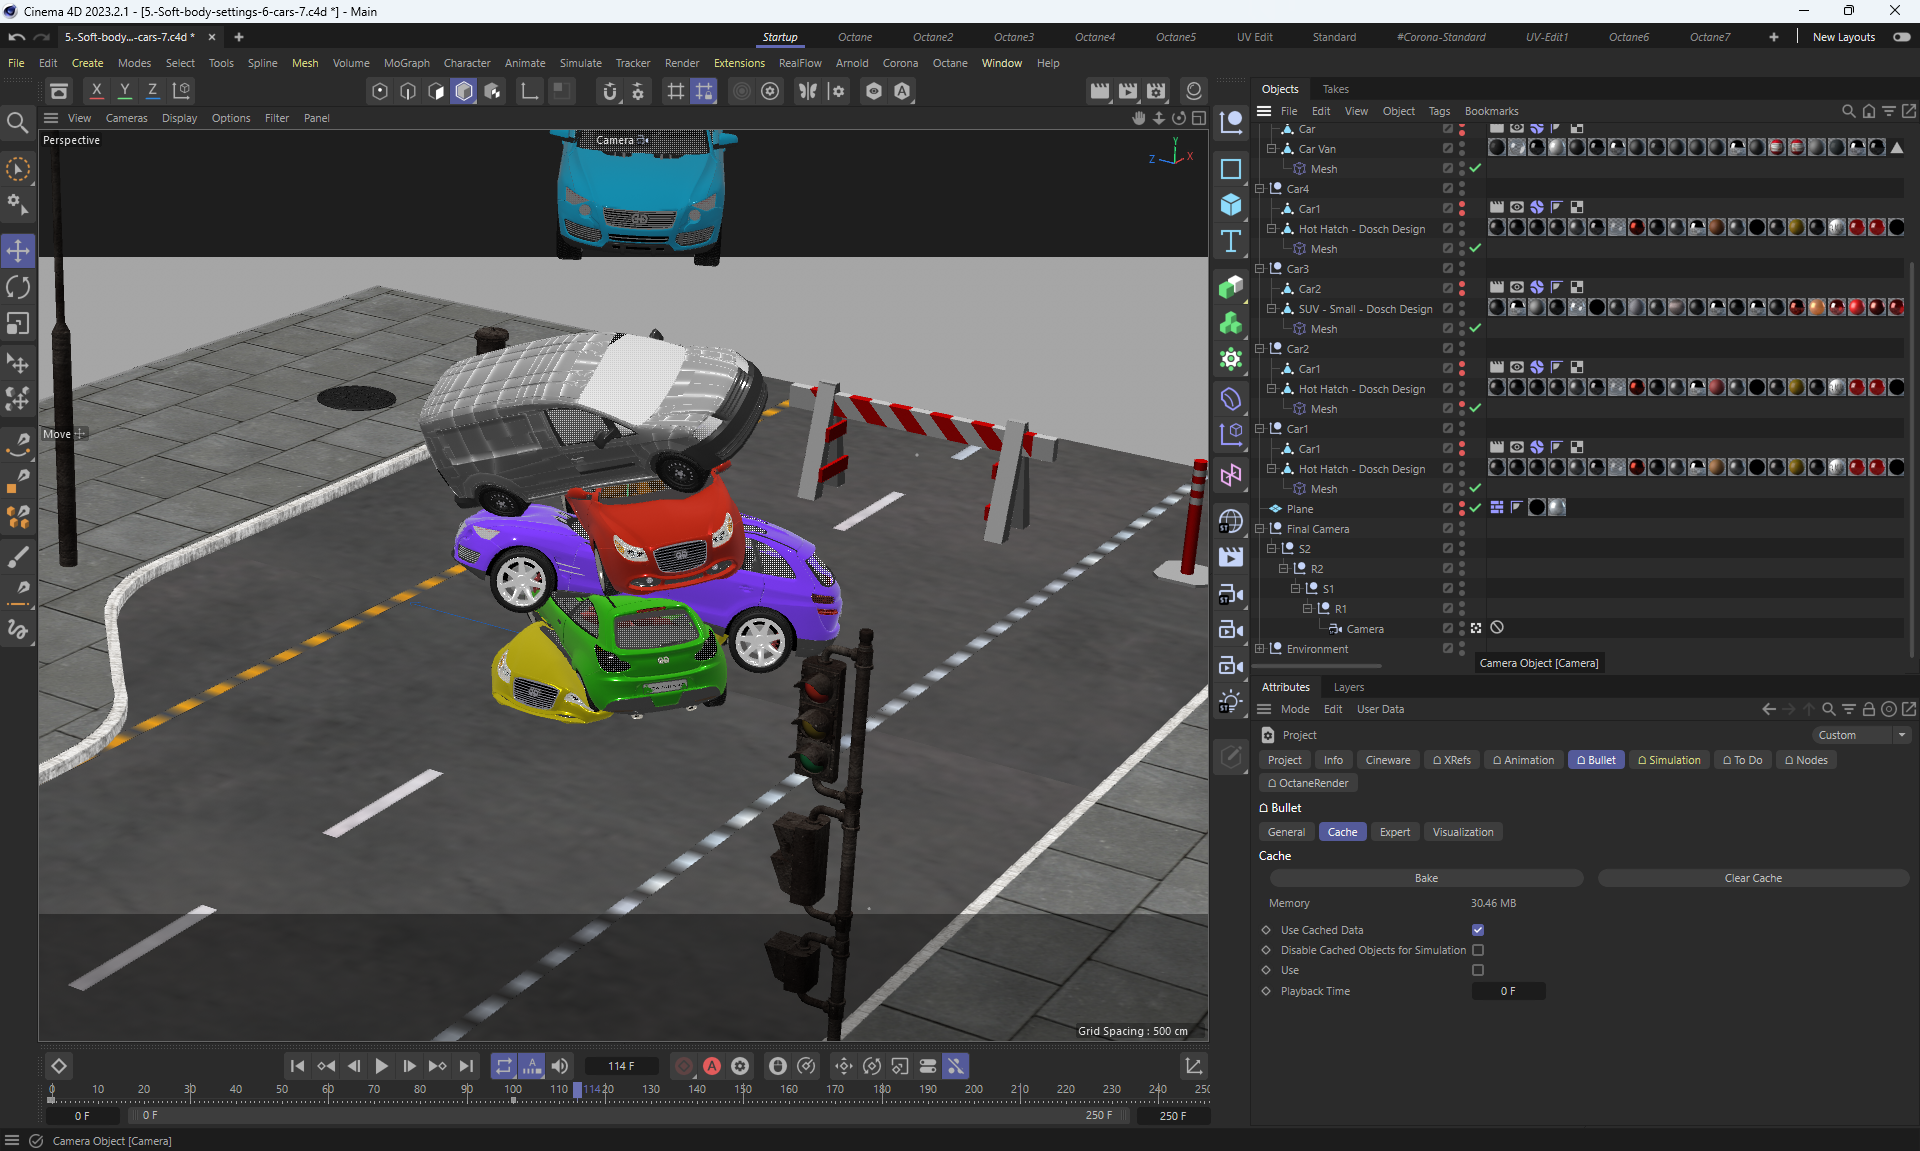 Cinema 4D 2023.2.1 - [5.-Soft-body-settings-6-cars-7.c4d *] - Main
5.-Soft-body...-cars-7.c4d *
Startup Octane Octane2 Octane3 Octane4 Octane5 UV Edit Standard #Corona-Standard UV-Edit1 Octane6 Octane7 New Layouts
File Edit Create Modes Select Tools Spline Mesh Volume MoGraph Character Animate Simulate Tracker Render Extensions RealFlow Arnold Corona Octane Window Help
X Y Z
Objects Takes
File Edit View Object Tags Bookmarks
View Cameras Display Options Filter Panel
Perspective
Camera
Y
Z X
Move
Grid Spacing : 500 cm
Car
Car Van
Mesh
Car4
Car1
Hot Hatch - Dosch Design
Mesh
Car3
Car2
SUV - Small - Dosch Design
Mesh
Car2
Car1
Hot Hatch - Dosch Design
Mesh
Car1
Car1
Hot Hatch - Dosch Design
Mesh
Plane
Final Camera
S2
R2
S1
R1
Camera
Environment
Camera Object [Camera]
Attributes Layers
Mode Edit User Data
Project
Custom
Project Info Cineware XRefs Animation Bullet Simulation To Do Nodes
OctaneRender
Bullet
General Cache Expert Visualization
Cache
Bake Clear Cache
Memory 30.46 MB
Use Cached Data
Disable Cached Objects for Simulation
Use
Playback Time 0 F
114 F
0 10 20 30 40 50 60 70 80 90 100 110 114 120 130 140 150 160 170 180 190 200 210 220 230 240 250
0 F 0 F 250 F 250 F
Camera Object [Camera]